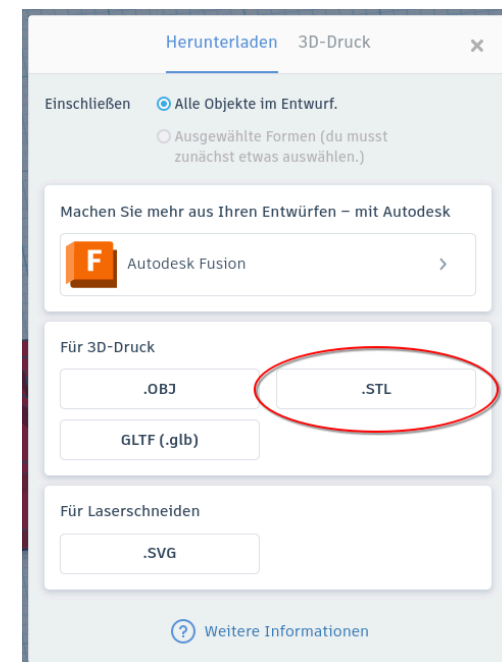 Herunterladen 3D-Druck
Einschließen Alle Objekte im Entwurf.
Ausgewählte Formen (du musst
zunächst etwas auswählen.)
Machen Sie mehr aus Ihren Entwürfen – mit Autodesk
F Autodesk Fusion
Für 3D-Druck
.OBJ .STL
GLTF (.glb)
Für Laserschneiden
.SVG
? Weitere Informationen